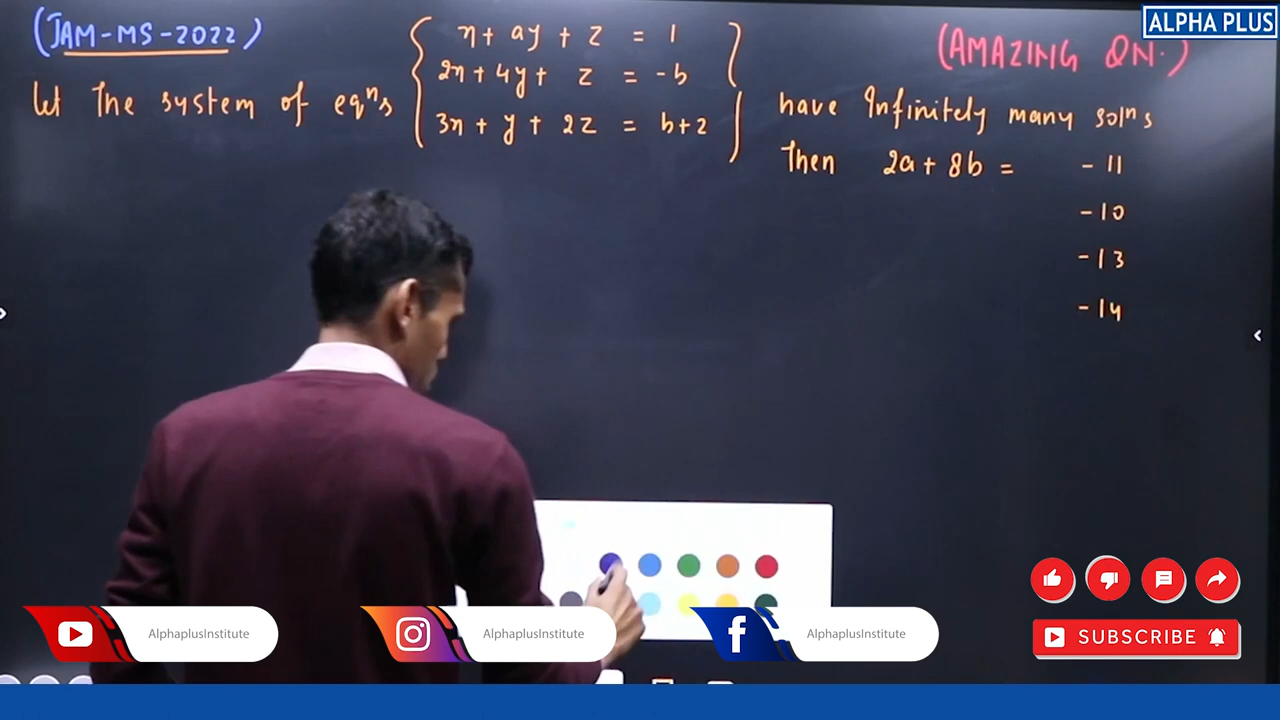 (JAM-MS-2022)
ALPHA PLUS
(AMAZING QN.)
Let the system of eqⁿs { x + ay + z = 1
2x + 4y + z = -b
3x + y + 2z = b+2 } have Infinitely many solⁿs
Then 2a + 8b = -11
-10
-13
-14
AlphaplusInstitute
AlphaplusInstitute
AlphaplusInstitute
SUBSCRIBE